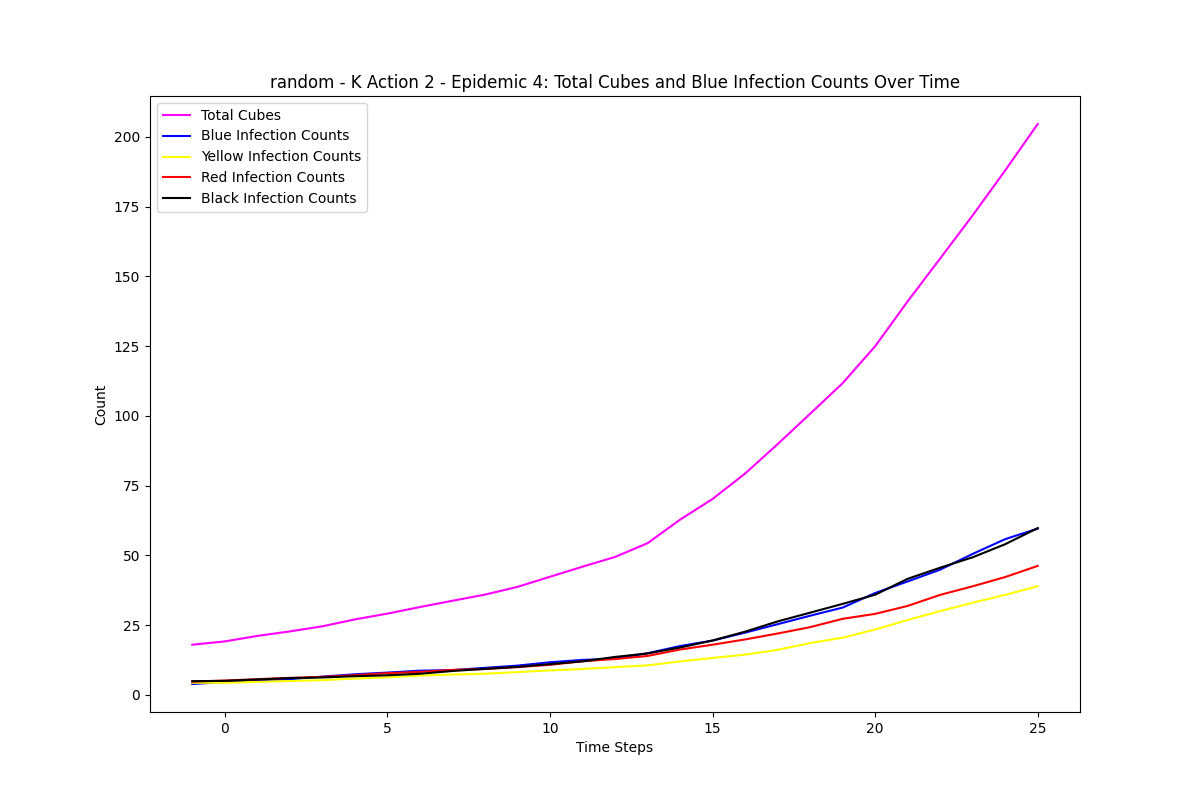 random - K Action 2 - Epidemic 4: Total Cubes and Blue Infection Counts Over Time
Total Cubes
Blue Infection Counts
Yellow Infection Counts
Red Infection Counts
Black Infection Counts
200
175
150
125
100
75
50
25
0
Count
0 5 10 15 20 25
Time Steps